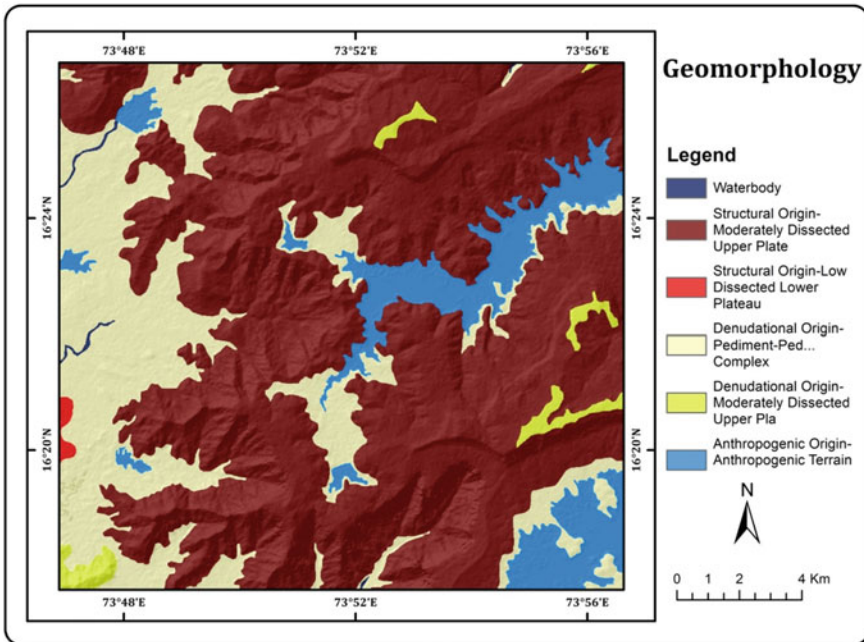 73°48'E 73°52'E 73°56'E
Geomorphology
16°24'N 16°24'N
16°20'N 16°20'N
73°48'E 73°52'E 73°56'E
Legend
Waterbody
Structural Origin-
Moderately Dissected
Upper Plate
Structural Origin-Low
Dissected Lower
Plateau
Denudational Origin-
Pediment-Ped...
Complex
Denudational Origin-
Moderately Dissected
Upper Pla
Anthropogenic Origin-
Anthropogenic Terrain
N
0 1 2 4 Km